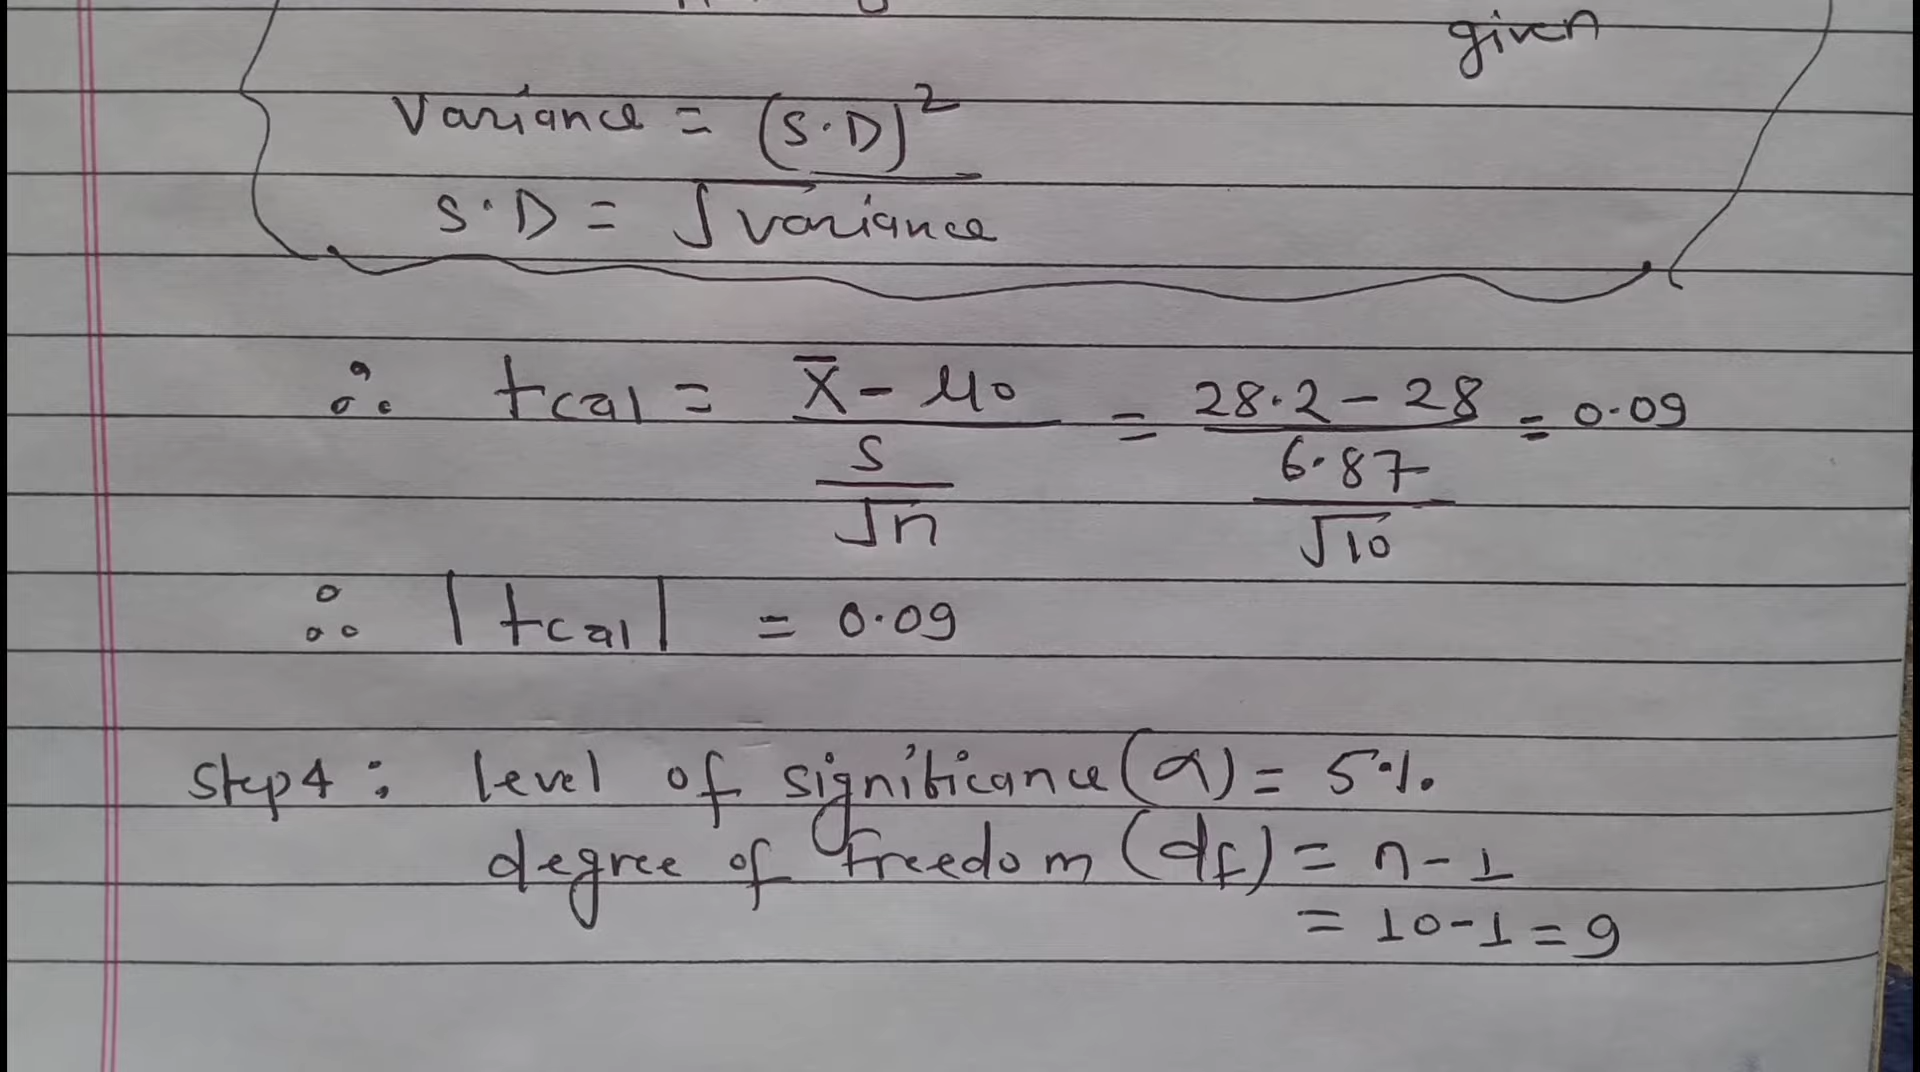 given
Variance = (S.D)²
S.D = √variance
∴ tcal = x̄ - μ0 / s / √n = 28.2 - 28 / 6.87 / √10 = 0.09
∴ |tcal| = 0.09
Step4: level of significance (α) = 5%
degree of freedom (df) = n - 1
= 10 - 1 = 9